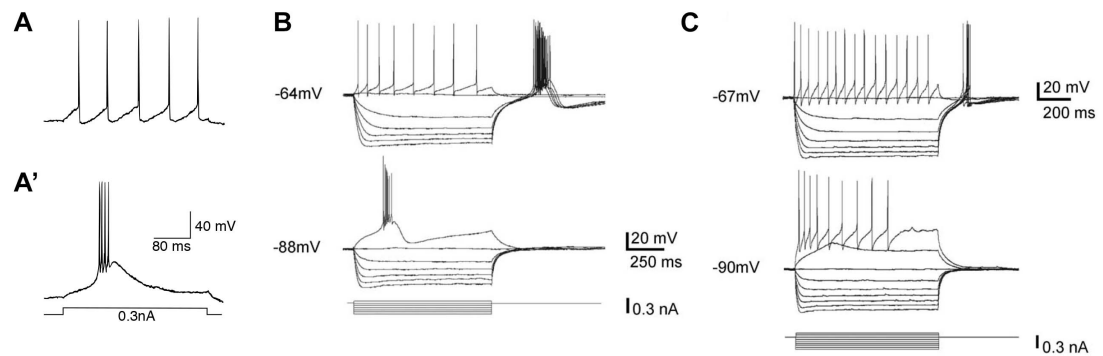 A
A’
40 mV
80 ms
0.3nA
B
-64mV
-88mV
20 mV
250 ms
0.3 nA
C
-67mV
20 mV
200 ms
-90mV
0.3 nA